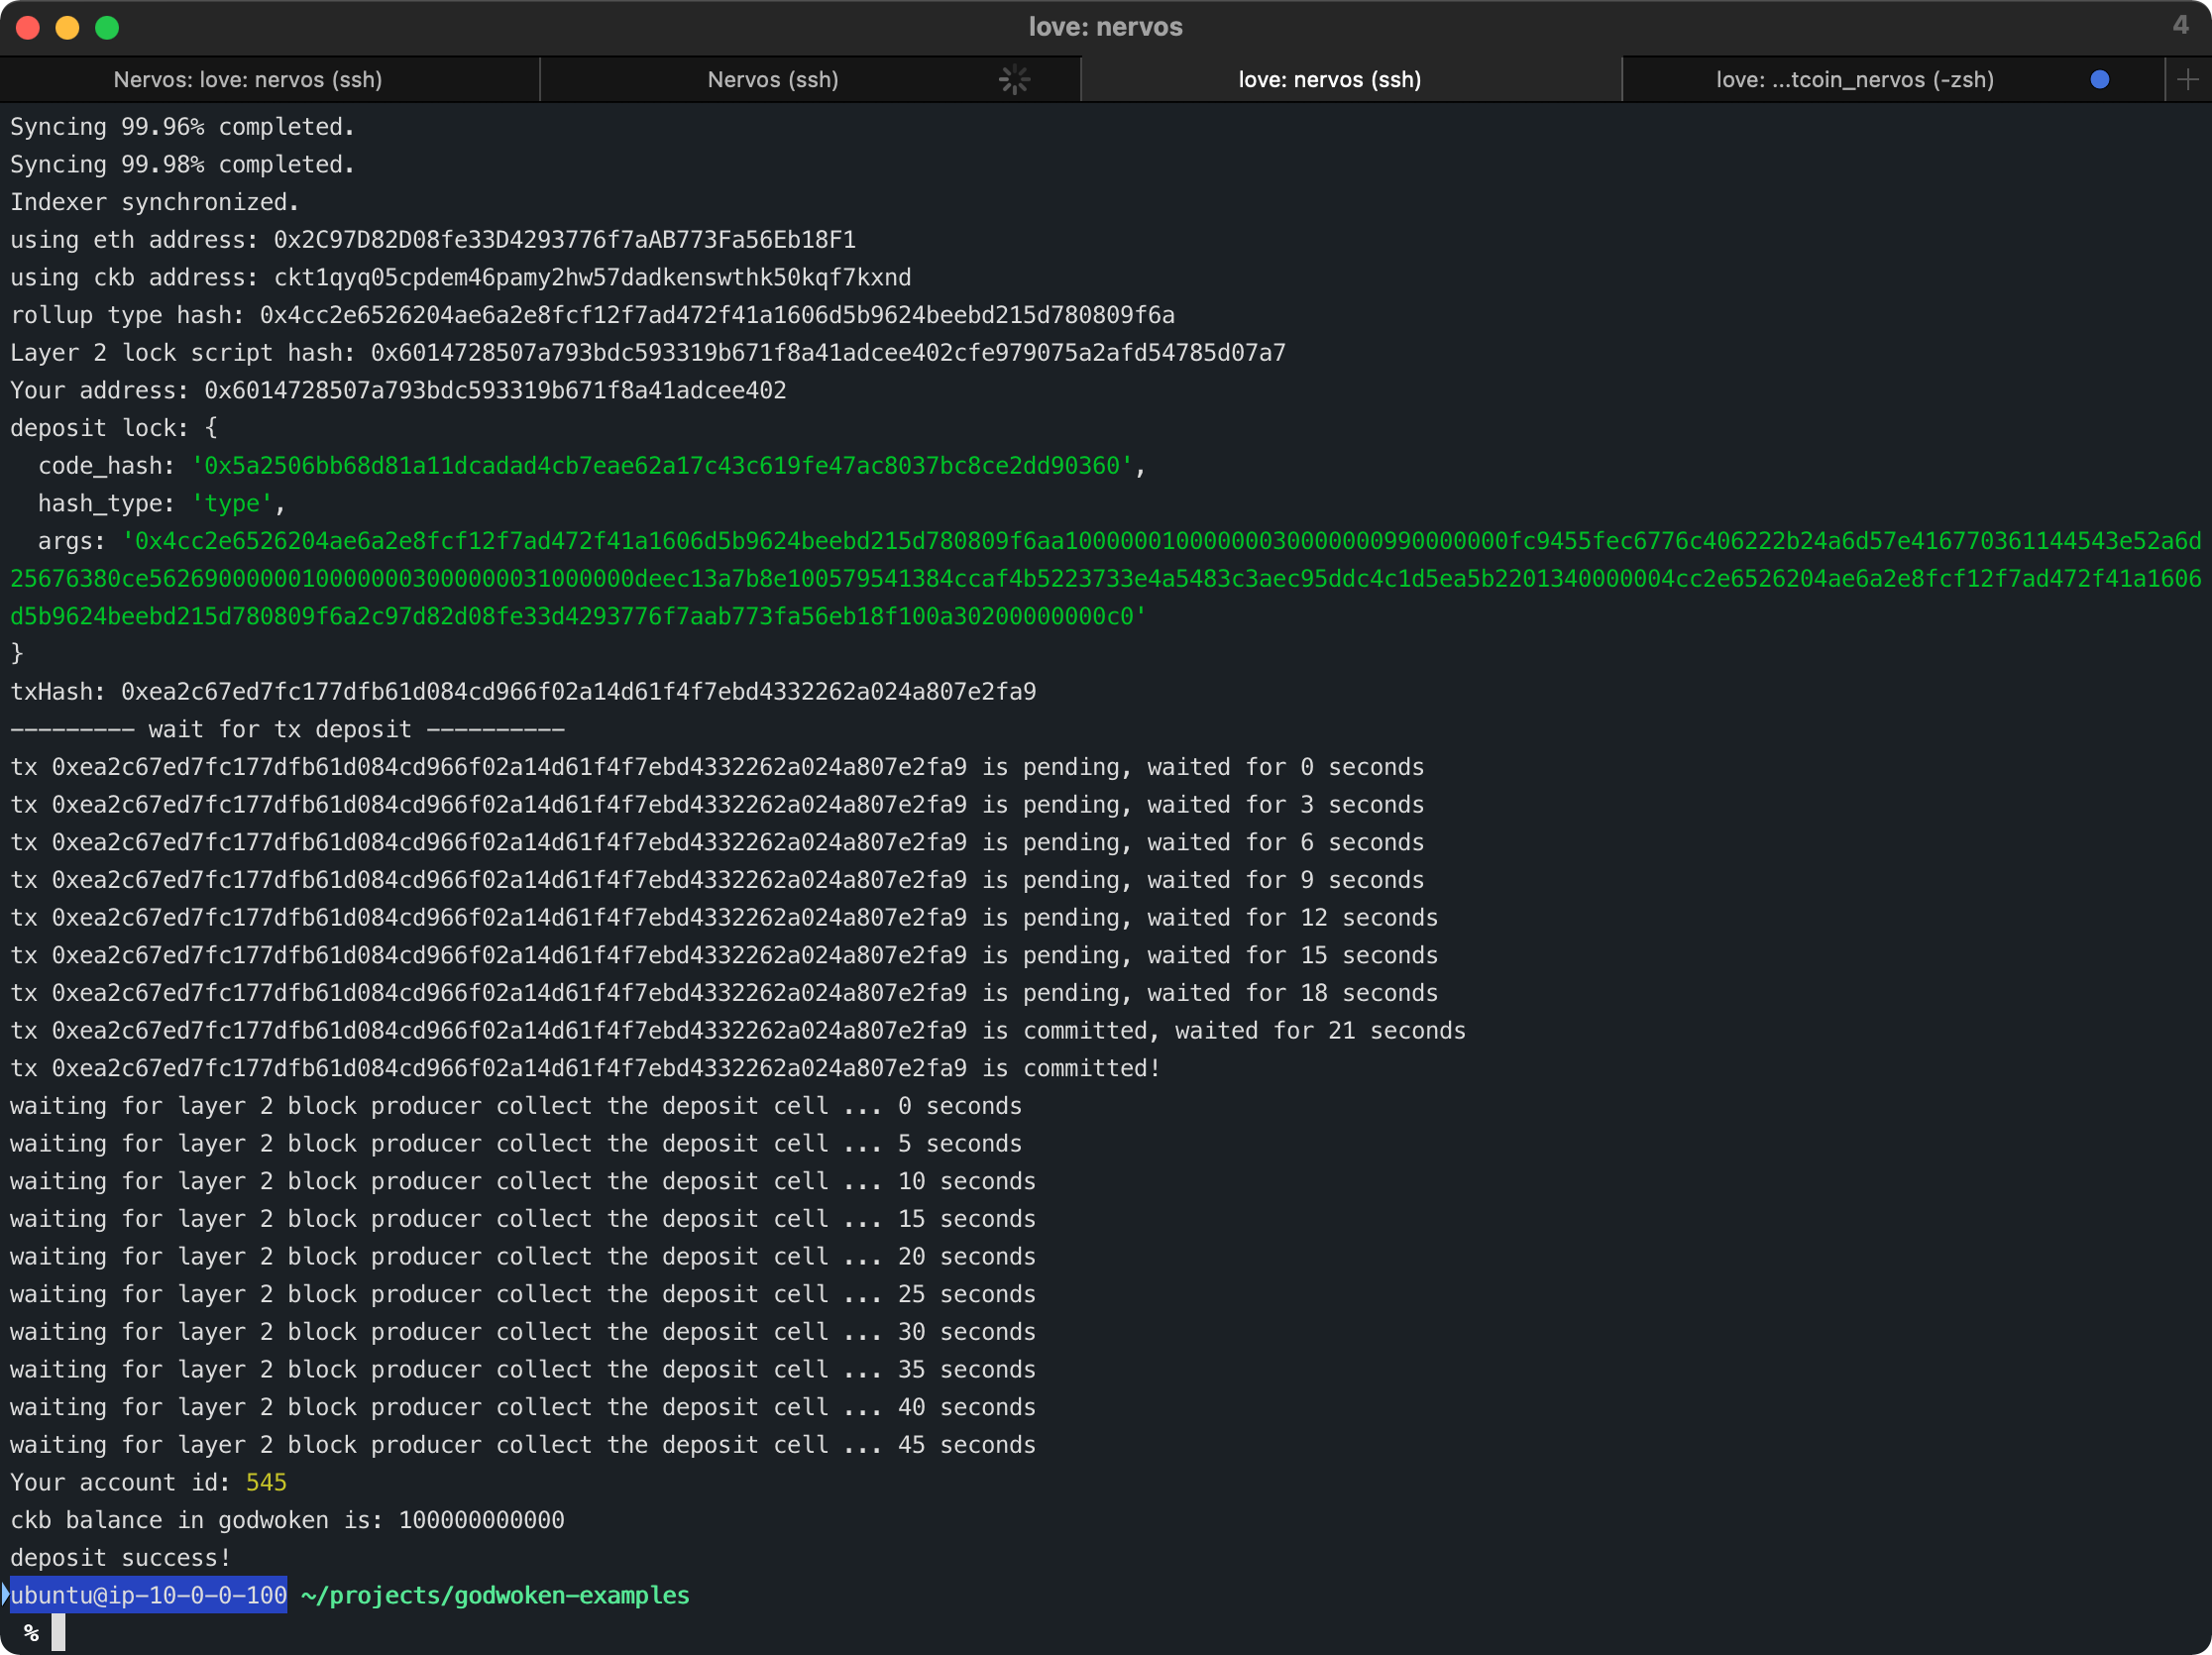 love: nervos
4
Nervos: love: nervos (ssh)
Nervos (ssh)
love: nervos (ssh)
love: ...tcoin_nervos (-zsh)
Syncing 99.96% completed.
Syncing 99.98% completed.
Indexer synchronized.
using eth address: 0x2C97D82D08fe33D4293776f7aAB773Fa56Eb18F1
using ckb address: ckt1qyq05cpdem46pamy2hw57dadkenswthk50kqf7kxnd
rollup type hash: 0x4cc2e6526204ae6a2e8fcf12f7ad472f41a1606d5b9624beebd215d780809f6a
Layer 2 lock script hash: 0x6014728507a793bdc593319b671f8a41adcee402cfe979075a2afd54785d07a7
Your address: 0x6014728507a793bdc593319b671f8a41adcee402
deposit lock: {
  code_hash: '0x5a2506bb68d81a11dcadad4cb7eae62a17c43c619fe47ac8037bc8ce2dd90360',
  hash_type: 'type',
  args: '0x4cc2e6526204ae6a2e8fcf12f7ad472f41a1606d5b9624beebd215d780809f6aa10000001000000030000000990000000fc9455fec6776c406222b24a6d57e416770361144543e52a6d
25676380ce5626900000010000000300000031000000deec13a7b8e100579541384ccaf4b5223733e4a5483c3aec95ddc4c1d5ea5b2201340000004cc2e6526204ae6a2e8fcf12f7ad472f41a1606
d5b9624beebd215d780809f6a2c97d82d08fe33d4293776f7aab773fa56eb18f100a30200000000c0'
}
txHash: 0xea2c67ed7fc177dfb61d084cd966f02a14d61f4f7ebd4332262a024a807e2fa9
--------- wait for tx deposit ----------
tx 0xea2c67ed7fc177dfb61d084cd966f02a14d61f4f7ebd4332262a024a807e2fa9 is pending, waited for 0 seconds
tx 0xea2c67ed7fc177dfb61d084cd966f02a14d61f4f7ebd4332262a024a807e2fa9 is pending, waited for 3 seconds
tx 0xea2c67ed7fc177dfb61d084cd966f02a14d61f4f7ebd4332262a024a807e2fa9 is pending, waited for 6 seconds
tx 0xea2c67ed7fc177dfb61d084cd966f02a14d61f4f7ebd4332262a024a807e2fa9 is pending, waited for 9 seconds
tx 0xea2c67ed7fc177dfb61d084cd966f02a14d61f4f7ebd4332262a024a807e2fa9 is pending, waited for 12 seconds
tx 0xea2c67ed7fc177dfb61d084cd966f02a14d61f4f7ebd4332262a024a807e2fa9 is pending, waited for 15 seconds
tx 0xea2c67ed7fc177dfb61d084cd966f02a14d61f4f7ebd4332262a024a807e2fa9 is pending, waited for 18 seconds
tx 0xea2c67ed7fc177dfb61d084cd966f02a14d61f4f7ebd4332262a024a807e2fa9 is committed, waited for 21 seconds
tx 0xea2c67ed7fc177dfb61d084cd966f02a14d61f4f7ebd4332262a024a807e2fa9 is committed!
waiting for layer 2 block producer collect the deposit cell ... 0 seconds
waiting for layer 2 block producer collect the deposit cell ... 5 seconds
waiting for layer 2 block producer collect the deposit cell ... 10 seconds
waiting for layer 2 block producer collect the deposit cell ... 15 seconds
waiting for layer 2 block producer collect the deposit cell ... 20 seconds
waiting for layer 2 block producer collect the deposit cell ... 25 seconds
waiting for layer 2 block producer collect the deposit cell ... 30 seconds
waiting for layer 2 block producer collect the deposit cell ... 35 seconds
waiting for layer 2 block producer collect the deposit cell ... 40 seconds
waiting for layer 2 block producer collect the deposit cell ... 45 seconds
Your account id: 545
ckb balance in godwoken is: 100000000000
deposit success!
ubuntu@ip-10-0-0-100 ~/projects/godwoken-examples
%